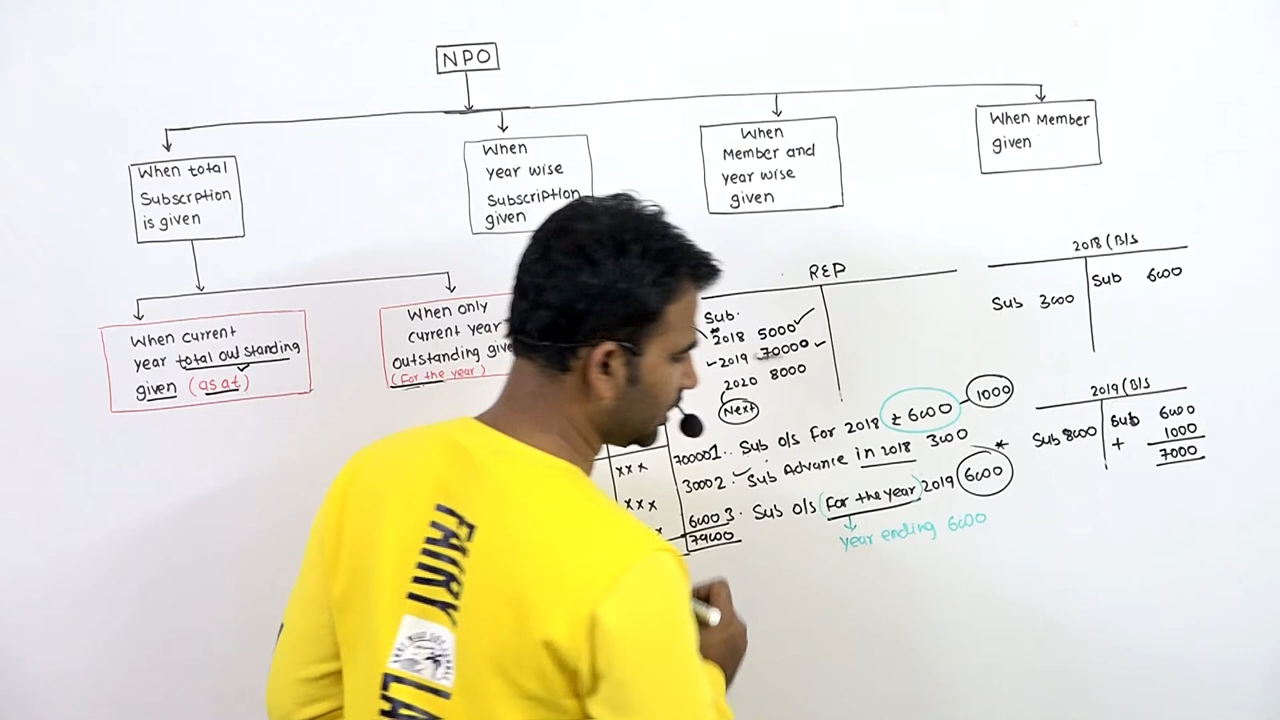 NPO
When total
Subscrption
is given
When
year wise
Subscription
given
When
Member and
year wise
given
When Member
given
When current
year total outstanding
given (as at)
When only
current year
outstanding give
(For the year)
R&P
Sub.
2018 5000
2019 70000
2020 8000
Next
70000
1. Sub o/s For 2018 ₹ 6000 1000
3000
2. Sub Advance in 2018 3000
6000
3. Sub o/s (For the year) 2019 6000 *
79000
year ending 6000
xxx
xxx
2018 (B/S
Sub 3000
Sub 6000
2019 (B/S
Sub 8000
Sub 6000
+ 1000
7000
FAIRY
LA